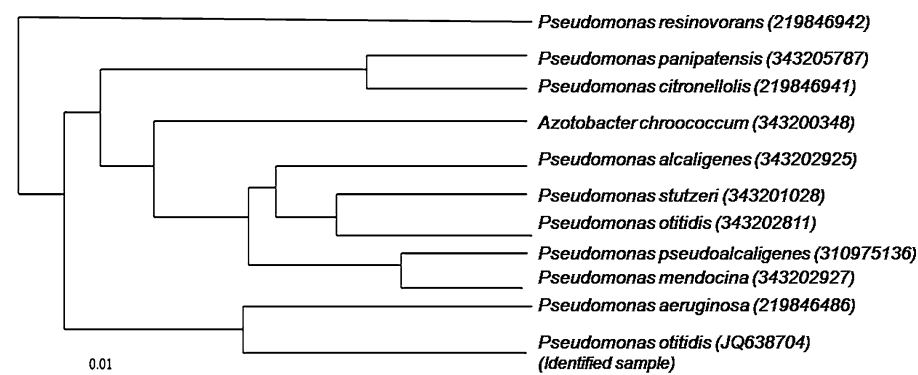 Pseudomonas resinovorans (219846942)
Pseudomonas panipatensis (343205787)
Pseudomonas citronellolis (219846941)
Azotobacter chroococcum (343200348)
Pseudomonas alcaligenes (343202925)
Pseudomonas stutzeri (343201028)
Pseudomonas otitidis (343202811)
Pseudomonas pseudoalcaligenes (310975136)
Pseudomonas mendocina (343202927)
Pseudomonas aeruginosa (219846486)
Pseudomonas otitidis (JQ638704)
(Identified sample)
0.01